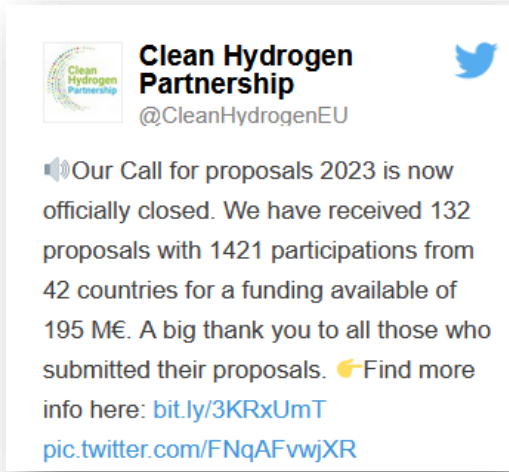 Clean
Hydrogen
Partnership
Clean Hydrogen
Partnership
@CleanHydrogenEU
🔊Our Call for proposals 2023 is now
officially closed. We have received 132
proposals with 1421 participations from
42 countries for a funding available of
195 M€. A big thank you to all those who
submitted their proposals. 👉Find more
info here: bit.ly/3KRxUmT
pic.twitter.com/FNqAFvwjXR